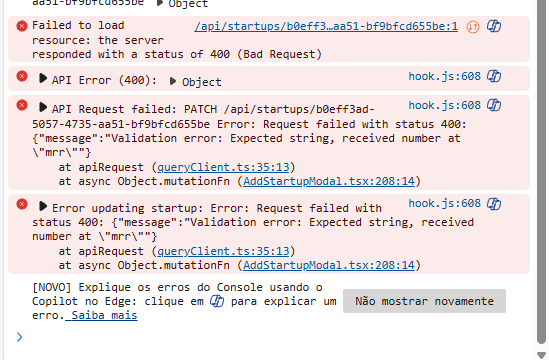 aa51-bf9bfcd655be ▶ Object
Failed to load /api/startups/b0eff3…aa51-bf9bfcd655be:1
resource: the server
responded with a status of 400 (Bad Request)
▶ API Error (400): ▶ Object hook.js:608
▶ API Request failed: PATCH /api/startups/b0eff3ad- hook.js:608
5057-4735-aa51-bf9bfcd655be Error: Request failed with status 400:
{"message":"Validation error: Expected string, received number at
\"mrr\""}
at apiRequest (queryClient.ts:35:13)
at async Object.mutationFn (AddStartupModal.tsx:208:14)
▶ Error updating startup: Error: Request failed with hook.js:608
status 400: {"message":"Validation error: Expected string, received
number at \"mrr\""}
at apiRequest (queryClient.ts:35:13)
at async Object.mutationFn (AddStartupModal.tsx:208:14)
[NOVO] Explique os erros do Console usando o
Copilot no Edge: clique em para explicar um
erro. Saiba mais
Não mostrar novamente